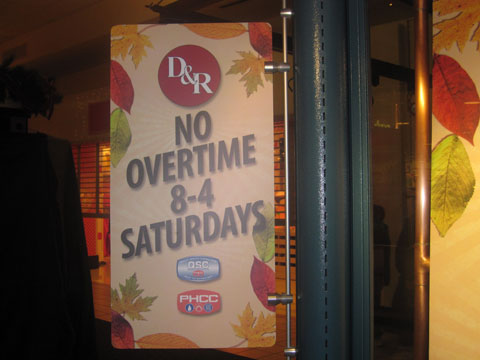 D&R
NO
OVERTIME
8-4
SATURDAYS
QSC
PHCC